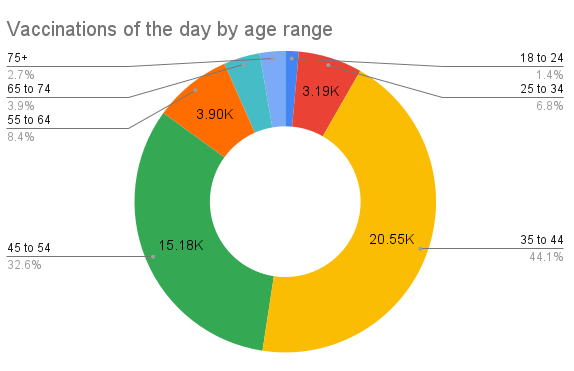 Vaccinations of the day by age range
75+
2.7%
65 to 74
3.9%
55 to 64
8.4%
45 to 54
32.6%
18 to 24
1.4%
25 to 34
6.8%
35 to 44
44.1%
3.19K
3.90K
15.18K
20.55K